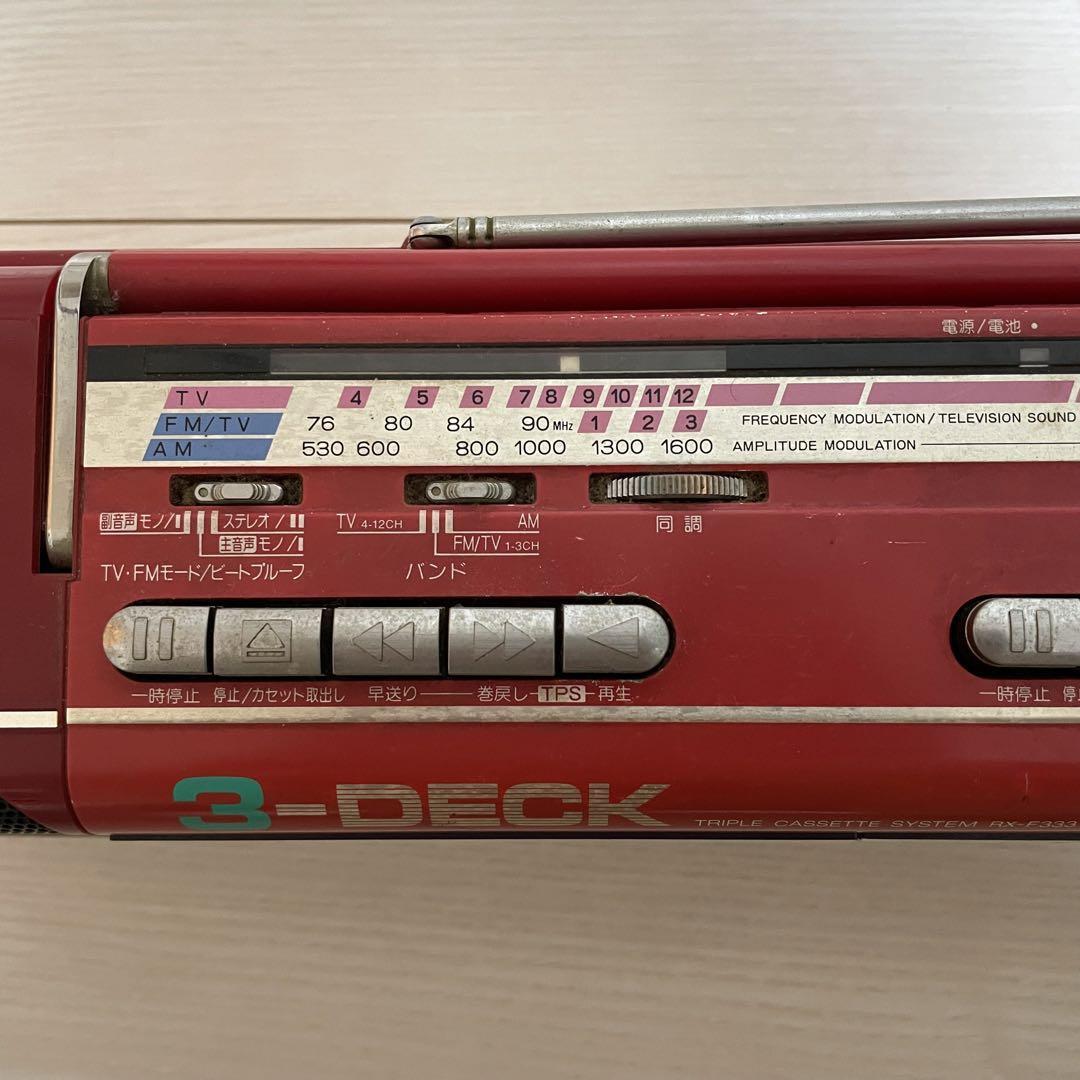 電源/電池
TV 4 5 6 7 8 9 10 11 12
FM/TV 76 80 84 90 MHz 1 2 3 FREQUENCY MODULATION/TELEVISION SOUND
AM 530 600 800 1000 1300 1600 AMPLITUDE MODULATION
副音声 モノ/ ステレオ/ TV 4-12CH AM 同調
主音声 モノ/ FM/TV 1-3CH
TV・FMモード/ビートプルーフ バンド
一時停止 停止/カセット取出し 早送り 巻戻し TPS 再生 一時停止
3-DECK
TRIPLE CASSETTE SYSTEM RX-F333